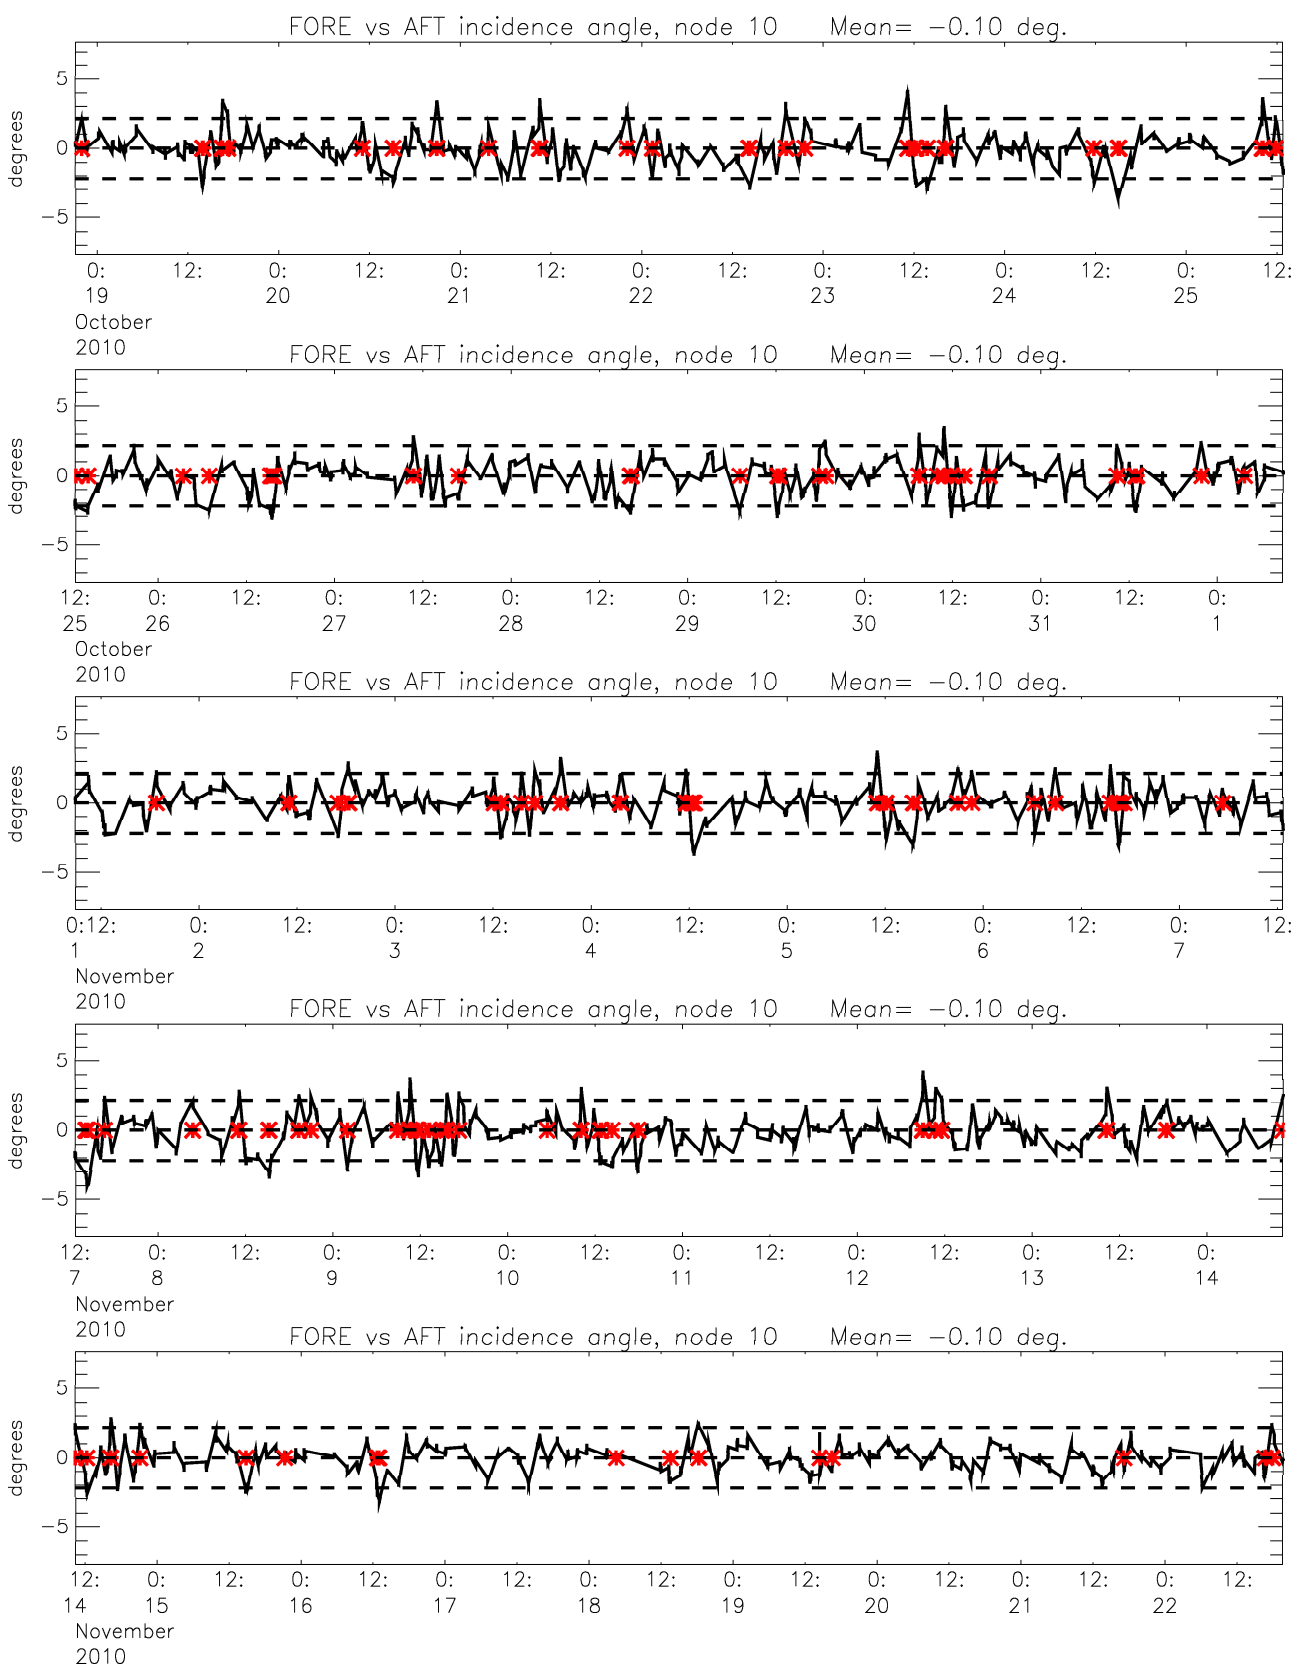 FORE vs AFT incidence angle, node 10 Mean= −0.10 deg.
degrees
5
0
−5
0: 12: 0: 12: 0: 12: 0: 12: 0: 12: 0: 12: 0: 12:
19 20 21 22 23 24 25
October
2010
FORE vs AFT incidence angle, node 10 Mean= −0.10 deg.
degrees
5
0
−5
12: 0: 12: 0: 12: 0: 12: 0: 12: 0: 12: 0: 12: 0:
25 26 27 28 29 30 31 1
October
2010
FORE vs AFT incidence angle, node 10 Mean= −0.10 deg.
degrees
5
0
−5
0:12: 0: 12: 0: 12: 0: 12: 0: 12: 0: 12: 0: 12:
1 2 3 4 5 6 7
November
2010
FORE vs AFT incidence angle, node 10 Mean= −0.10 deg.
degrees
5
0
−5
12: 0: 12: 0: 12: 0: 12: 0: 12: 0: 12: 0: 12: 0:
7 8 9 10 11 12 13 14
November
2010
FORE vs AFT incidence angle, node 10 Mean= −0.10 deg.
degrees
5
0
−5
12: 0: 12: 0: 12: 0: 12: 0: 12: 0: 12: 0: 12: 0: 12: 0: 12:
14 15 16 17 18 19 20 21 22
November
2010